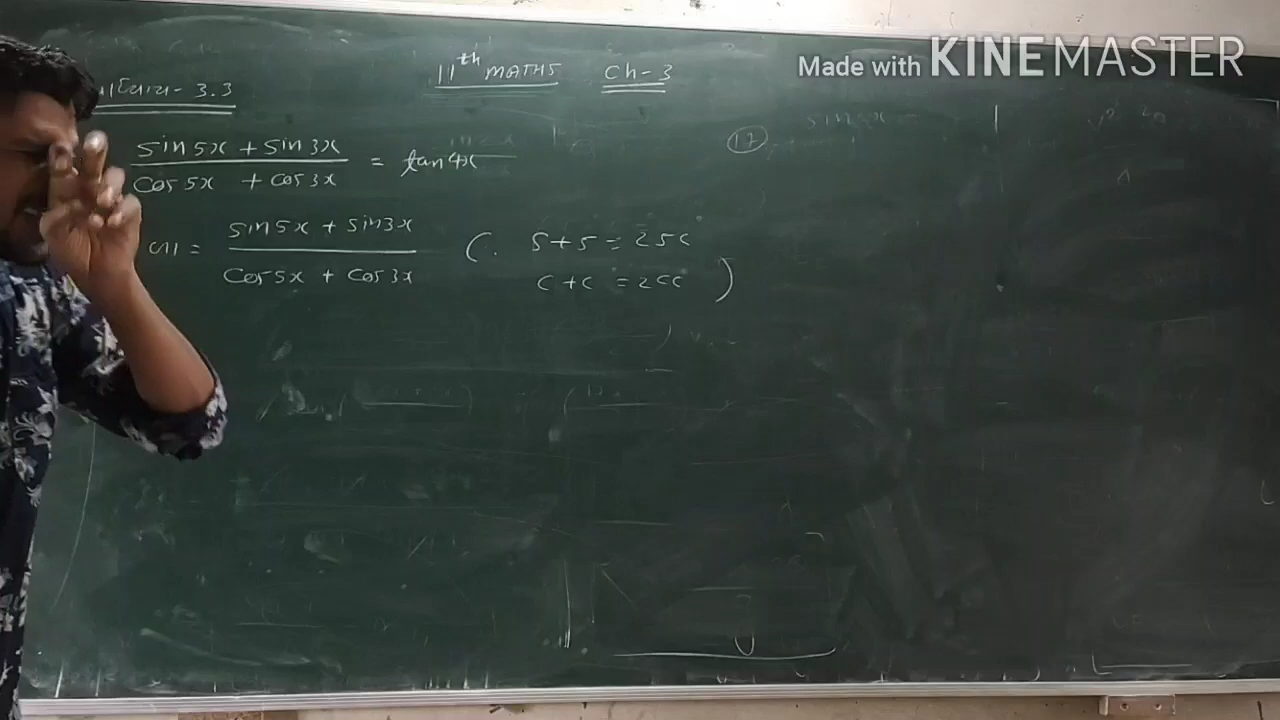 Made with KINEMASTER
11th MATHS Ch-3
3.3
sin5x + sin3x
cos5x + cos3x
= tan4x
= sin5x + sin3x
cos5x + cos3x
( . S+S = 2SC
C+C = 2CC )
17